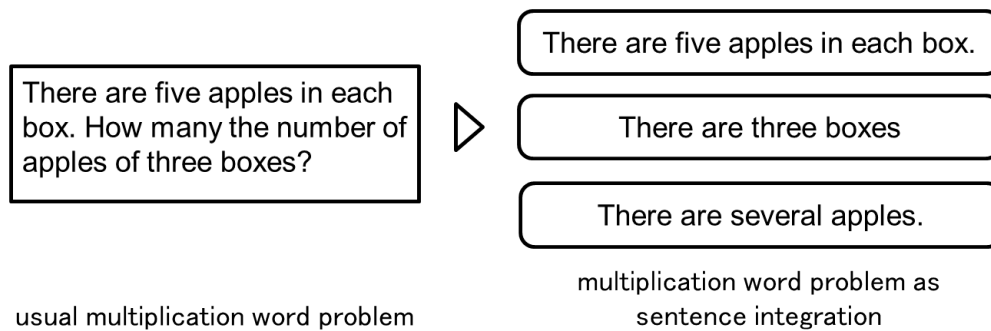 There are five apples in each
box. How many the number of
apples of three boxes?
usual multiplication word problem
There are five apples in each box.
There are three boxes
There are several apples.
multiplication word problem as
sentence integration